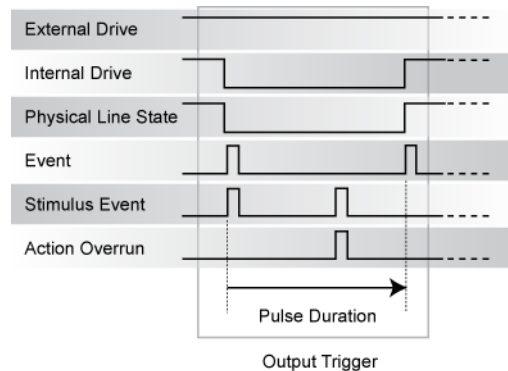 External Drive
Internal Drive
Physical Line State
Event
Stimulus Event
Action Overrun
Pulse Duration
Output Trigger